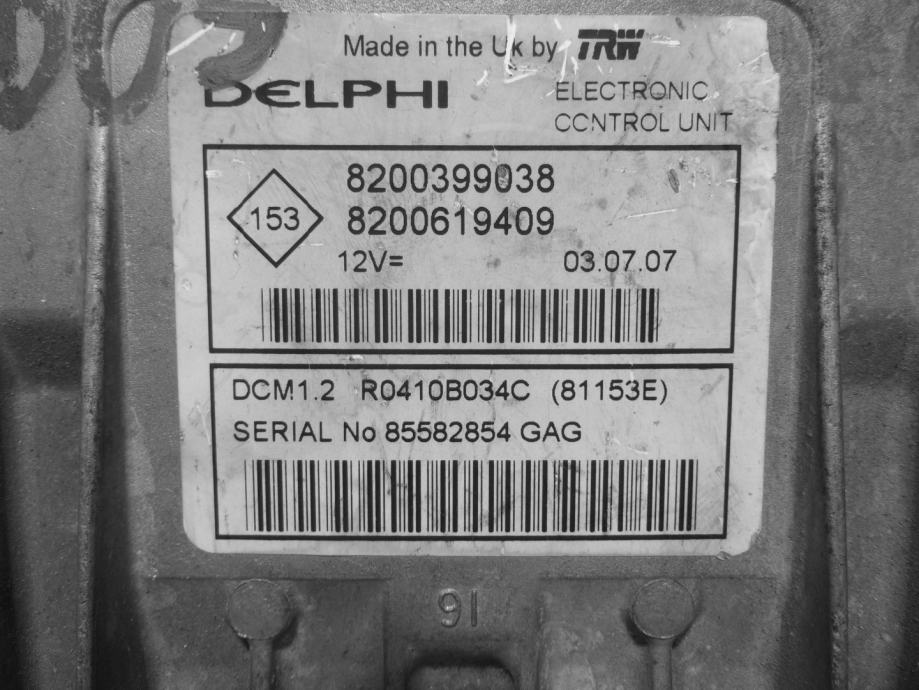 Made in the Uk by TRW
DELPHI
ELECTRONIC
CONTROL UNIT
153
8200399038
8200619409
12V= 03.07.07
DCM1.2 R0410B034C (81153E)
SERIAL No 85582854 GAG
91